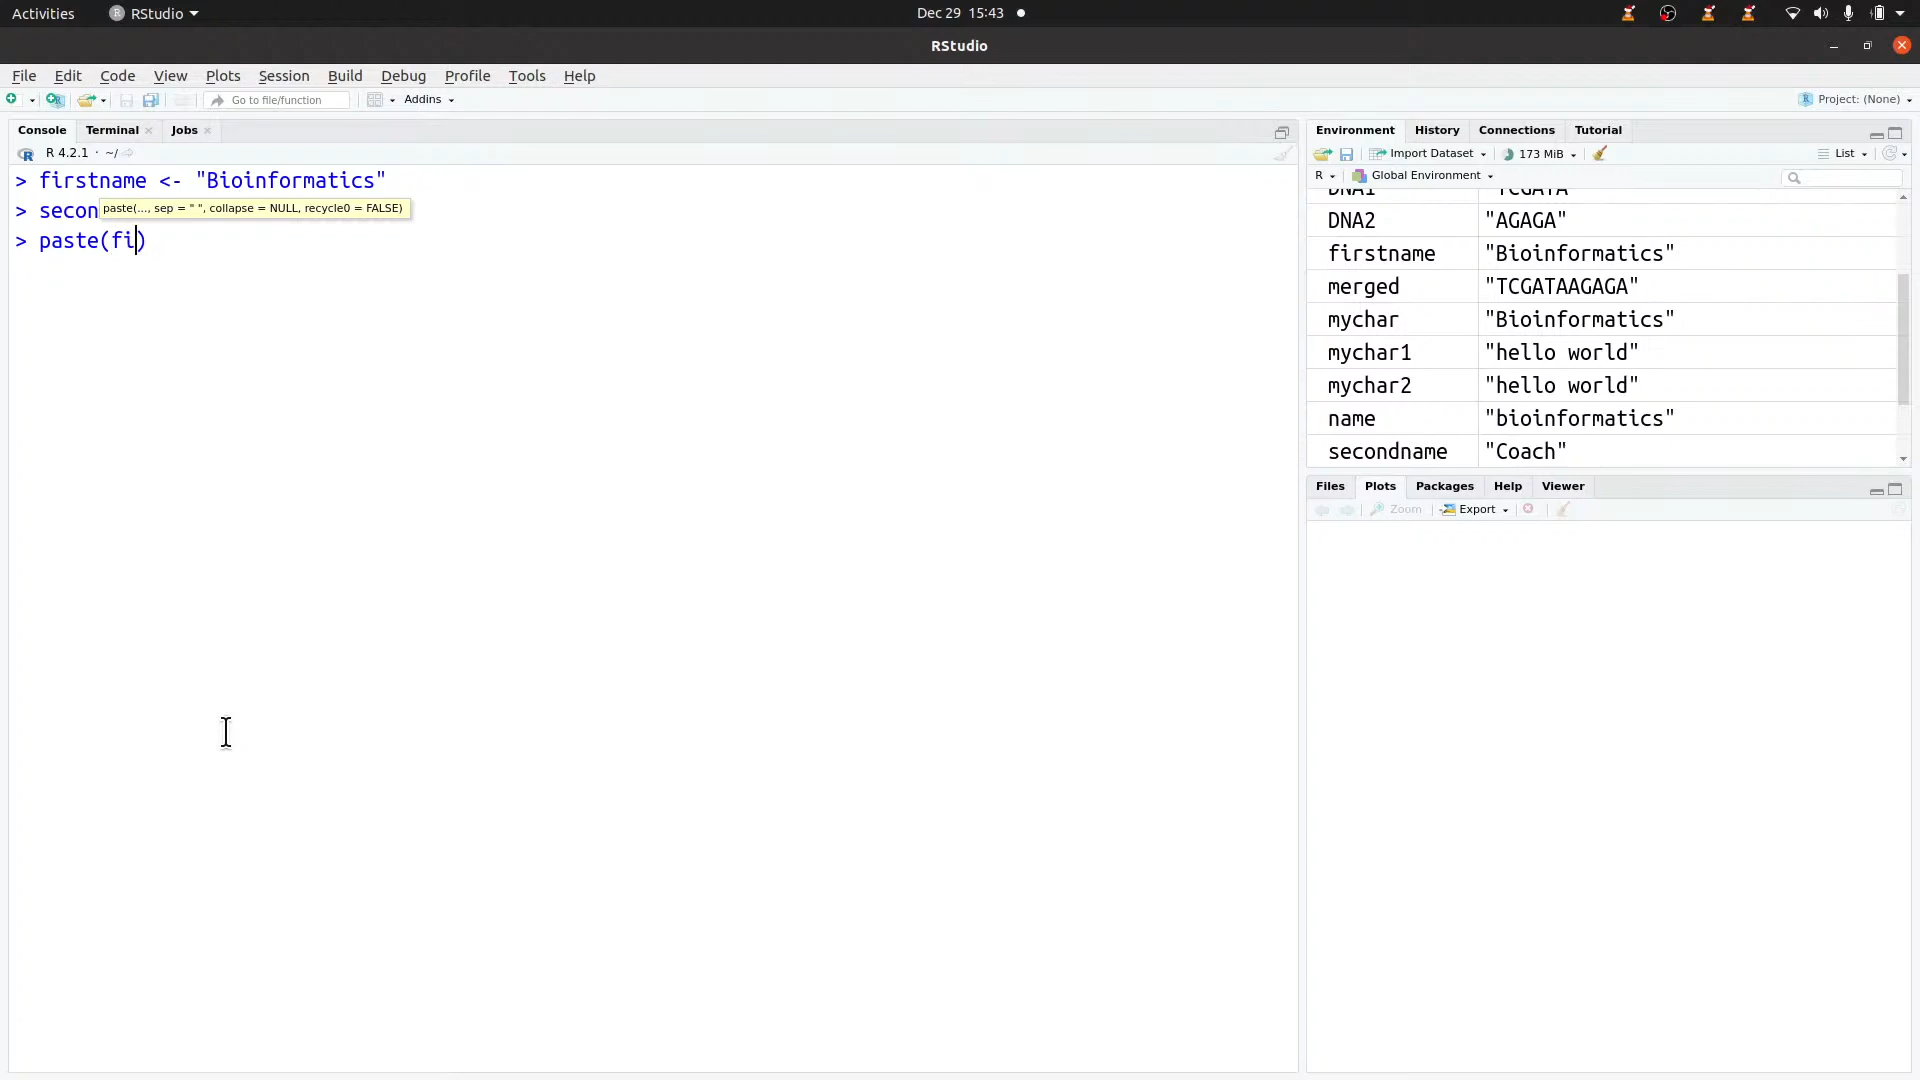 Activities
RStudio
Dec 29 15:43
RStudio
File Edit Code View Plots Session Build Debug Profile Tools Help
Go to file/function
Addins
Project: (None)
Console Terminal Jobs
R 4.2.1 · ~/
> firstname <- "Bioinformatics"
> secon
paste(..., sep = " ", collapse = NULL, recycle0 = FALSE)
> paste(fi)
Environment History Connections Tutorial
Import Dataset 173 MiB List
R Global Environment
DNA1 "TCGATA"
DNA2 "AGAGA"
firstname "Bioinformatics"
merged "TCGATAAGAGA"
mychar "Bioinformatics"
mychar1 "hello world"
mychar2 "hello world"
name "bioinformatics"
secondname "Coach"
Files Plots Packages Help Viewer
Zoom Export